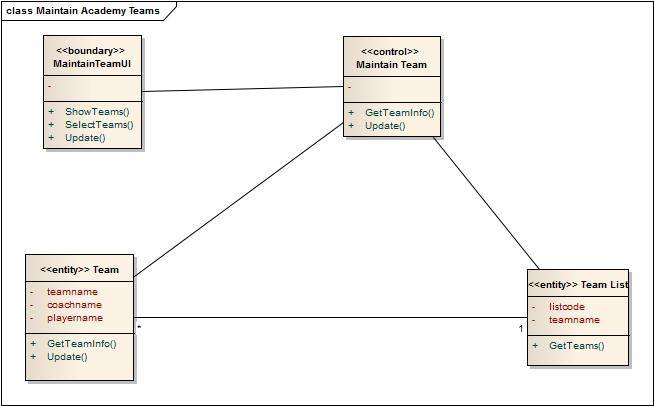 class Maintain Academy Teams
<<boundary>>
MaintainTeamUI
-
+ ShowTeams()
+ SelectTeams()
+ Update()
<<control>>
Maintain Team
-
+ GetTeamInfo()
+ Update()
<<entity>> Team
- teamname
- coachname
- playername
+ GetTeamInfo()
+ Update()
* 1
<<entity>> Team List
- listcode
- teamname
+ GetTeams()